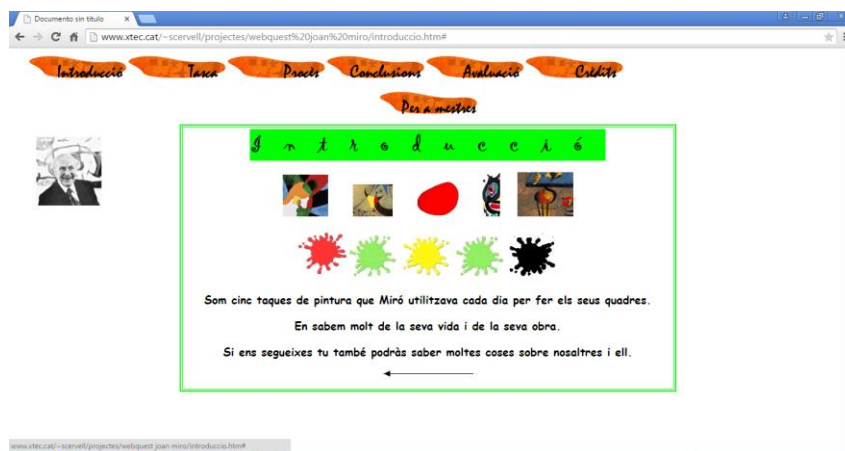 Documento sin título
www.xtec.cat/~scervell/projectes/webquest%20joan%20miro/introduccio.htm#
Introducció Tasca Procès Conclusions Avaluació Crèdits
Per a mestres
Introducció
Som cinc taques de pintura que Miró utilitzava cada dia per fer els seus quadres.
En sabem molt de la seva vida i de la seva obra.
Si ens segueixes tu també podràs saber moltes coses sobre nosaltres i ell.
www.xtec.cat/~scervell/projectes/webquest joan miro/introduccio.htm#